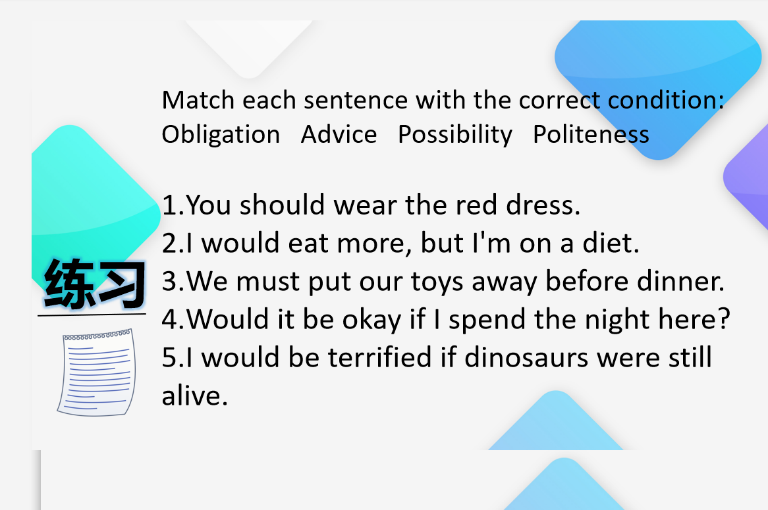 Match each sentence with the correct condition:
Obligation Advice Possibility Politeness
1.You should wear the red dress.
2.I would eat more, but I'm on a diet.
3.We must put our toys away before dinner.
4.Would it be okay if I spend the night here?
5.I would be terrified if dinosaurs were still
alive.
练习